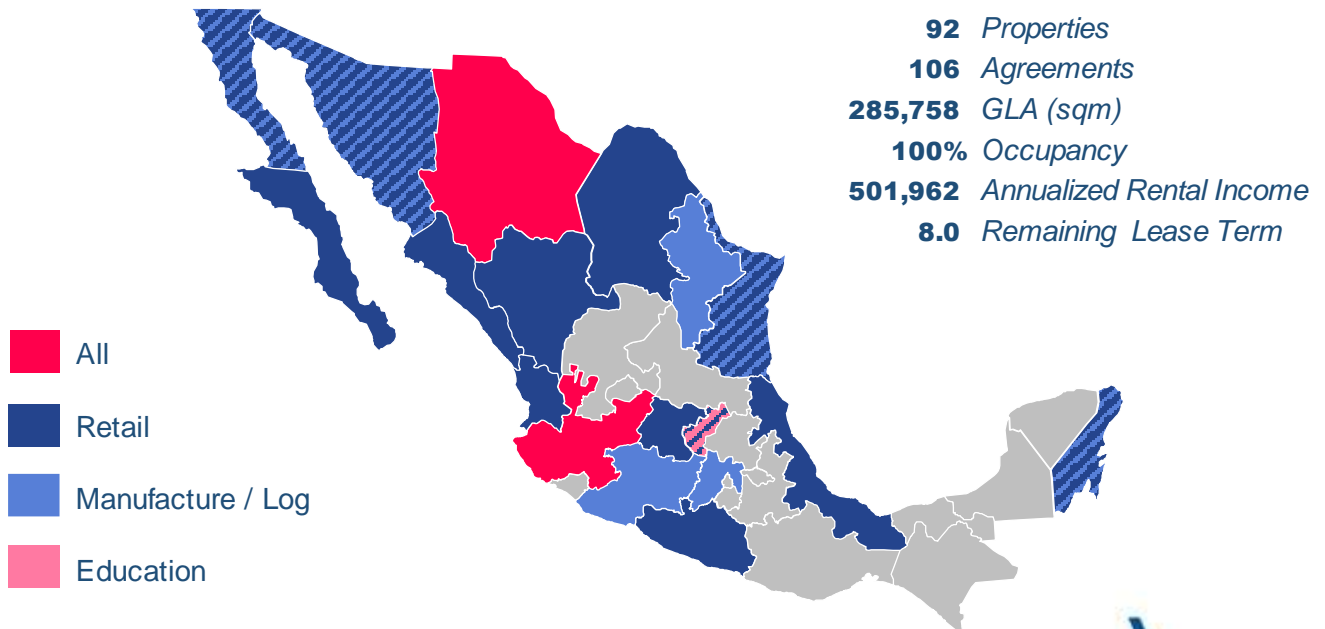 92 Properties
106 Agreements
285,758 GLA (sqm)
100% Occupancy
501,962 Annualized Rental Income
8.0 Remaining Lease Term
All
Retail
Manufacture / Log
Education